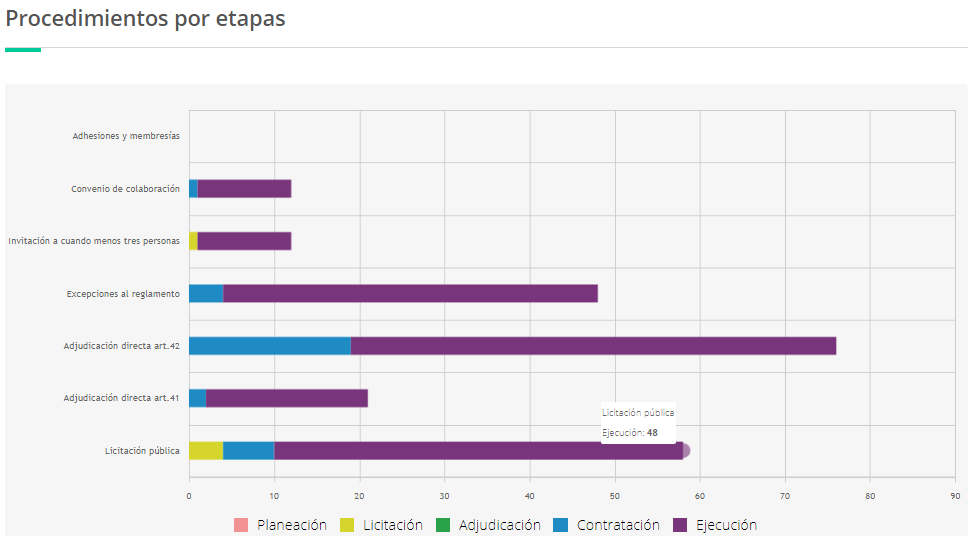 Procedimientos por etapas
Adhesiones y membresías
Convenio de colaboración
Invitación a cuando menos tres personas
Excepciones al reglamento
Adjudicación directa art.42
Adjudicación directa art.41
Licitación pública
Ejecución: 48
Licitación pública
0 10 20 30 40 50 60 70 80 90
Planeación Licitación Adjudicación Contratación Ejecución